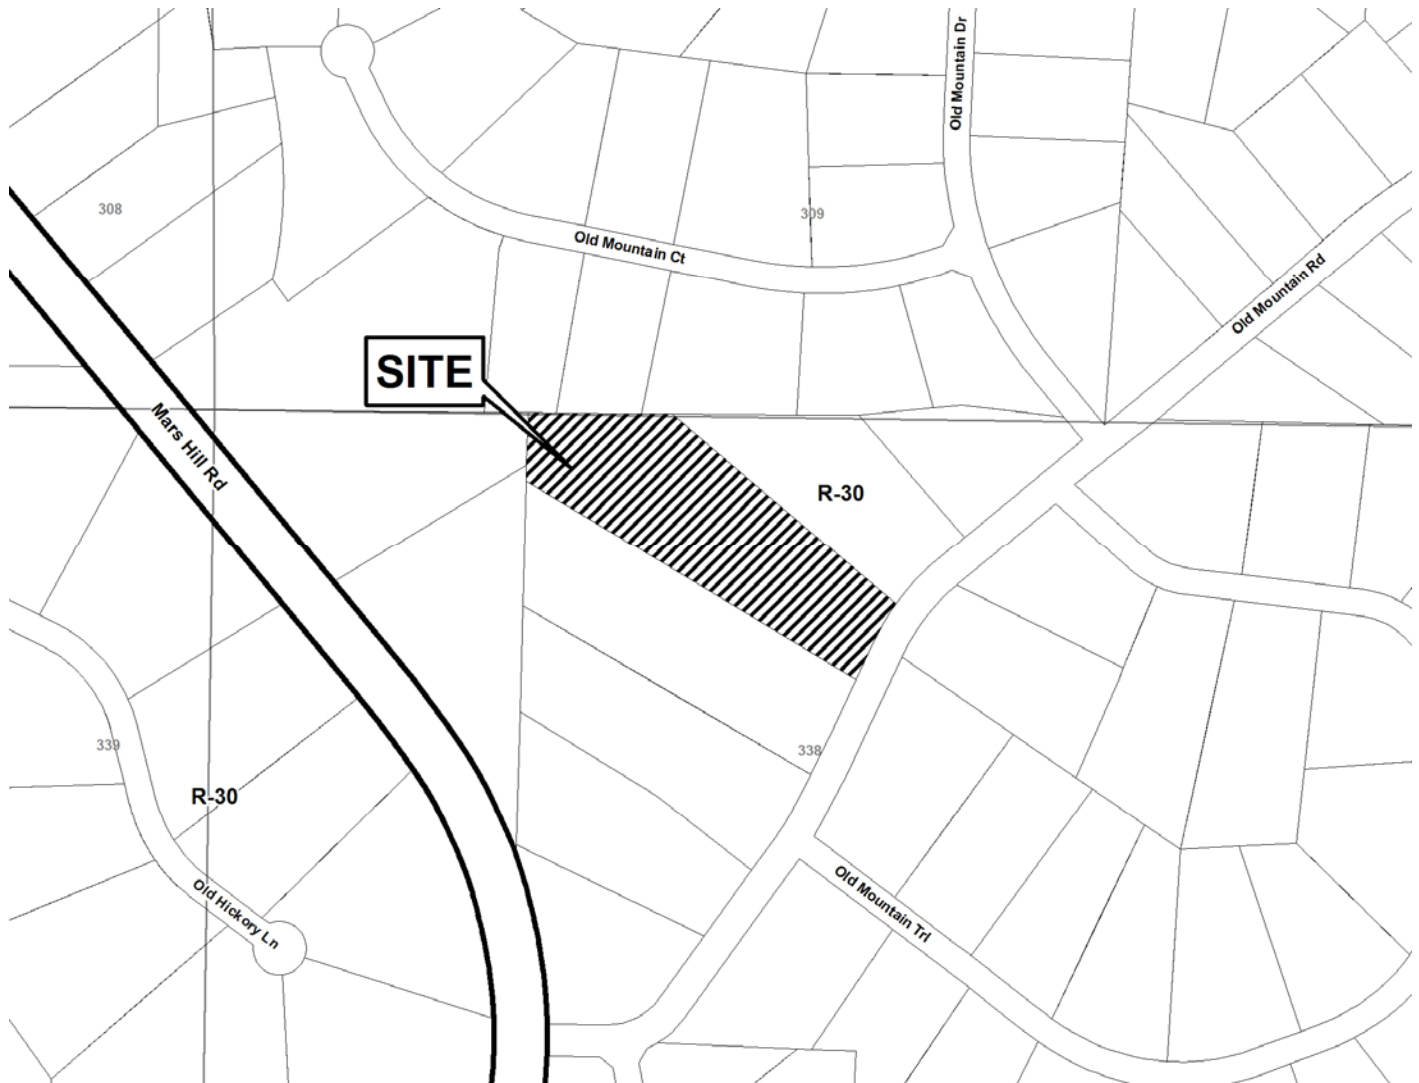 Old Mountain Dr
308
309
Old Mountain Ct
Old Mountain Rd
SITE
Mars Hill Rd
R-30
339
338
R-30
Old Hickory Ln
Old Mountain Trl